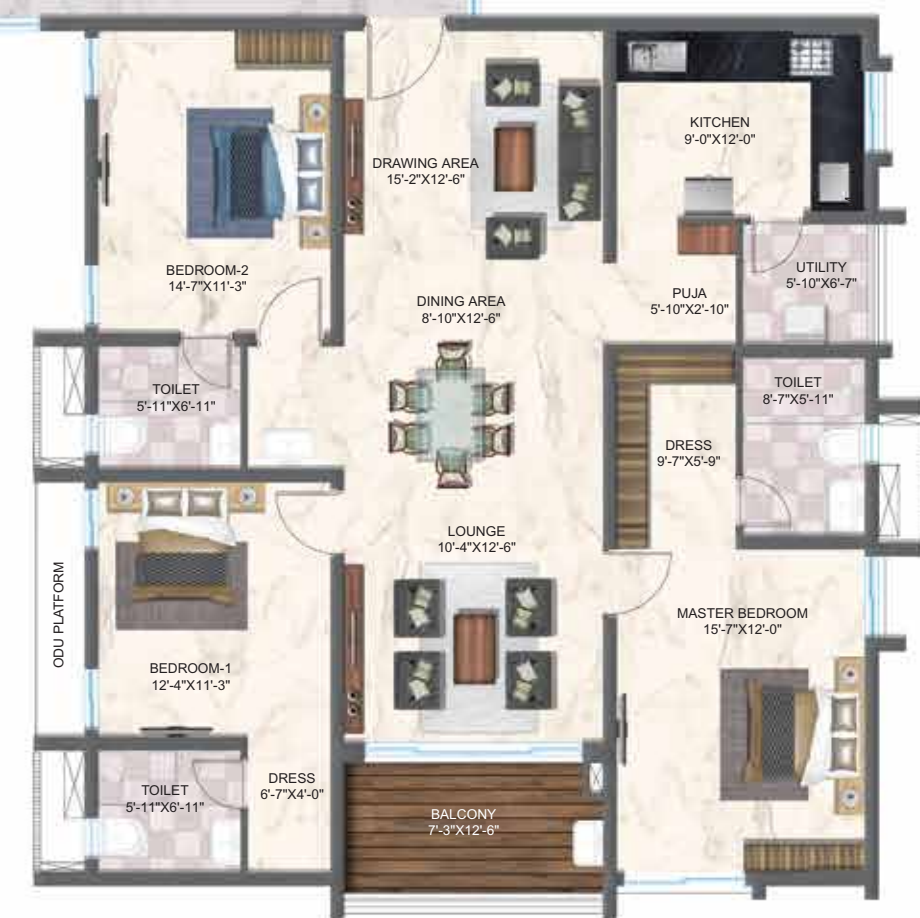 KITCHEN
9'-0"X12'-0"
DRAWING AREA
15'-2"X12'-6"
BEDROOM-2
14'-7"X11'-3"
UTILITY
5'-10"X6'-7"
PUJA
5'-10"X2'-10"
DINING AREA
8'-10"X12'-6"
TOILET
5'-11"X6'-11"
TOILET
8'-7"X5'-11"
DRESS
9'-7"X5'-9"
LOUNGE
10'-4"X12'-6"
ODU PLATFORM
MASTER BEDROOM
15'-7"X12'-0"
BEDROOM-1
12'-4"X11'-3"
DRESS
6'-7"X4'-0"
TOILET
5'-11"X6'-11"
BALCONY
7'-3"X12'-6"